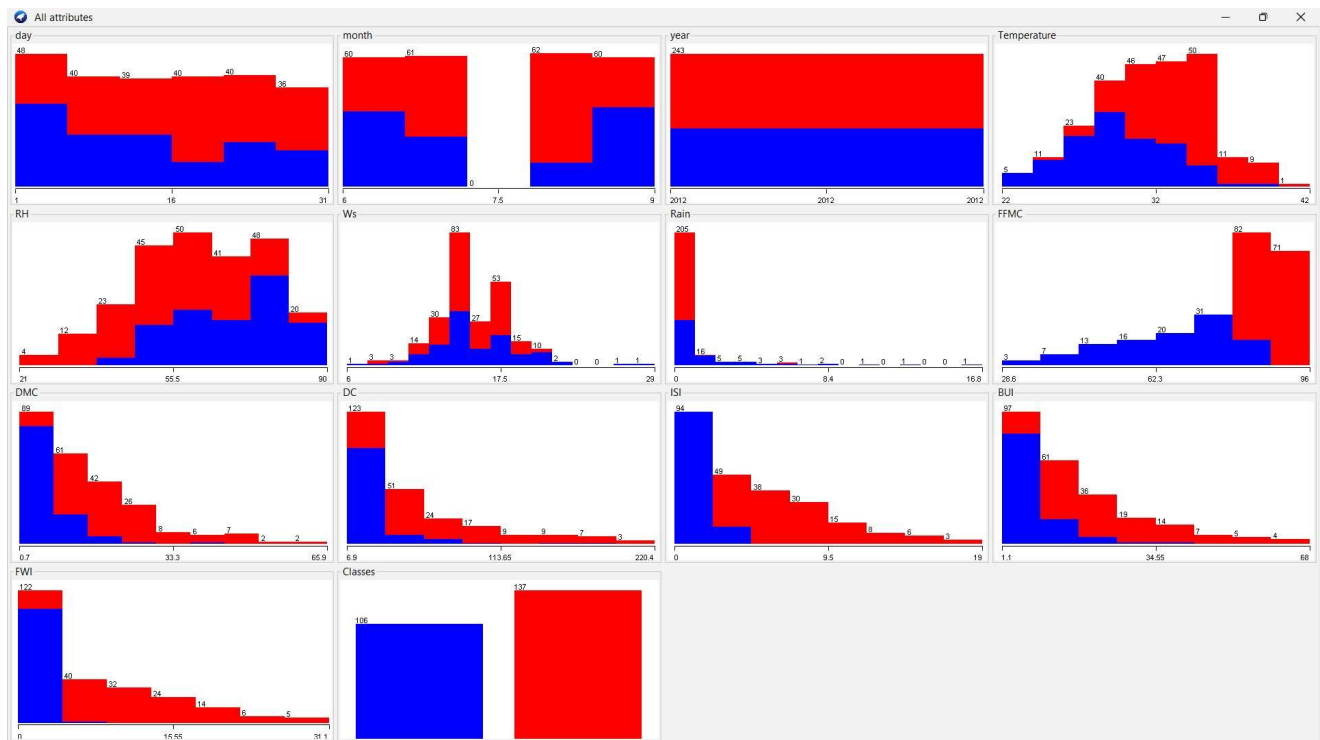 All attributes
day month year Temperature
48 40 39 40 40 36
60 61 0 62 60
243
5 11 23 40 46 47 50 11 9 1
1 16 31
6 7.5 9
2012 2012 2012
22 32 42
RH Ws Rain FFMC
4 12 23 45 50 41 48 20
1 3 3 14 30 83 27 53 15 10 2 0 0 1 1
205 16 5 5 3 3 1 2 0 1 0 1 0 0 1
3 7 13 16 20 31 82 71
21 55.5 90
6 17.5 29
0 8.4 16.8
28.6 62.3 96
DMC DC ISI BUI
89 61 42 26 8 6 7 2 2
123 51 24 17 9 9 7 3
94 49 38 30 15 8 6 3
97 61 36 19 14 7 5 4
0.7 33.3 65.9
6.9 113.65 220.4
0 9.5 19
1.1 34.55 68
FWI Classes
122 40 32 24 14 6 5
106 137
0 15.55 31.1